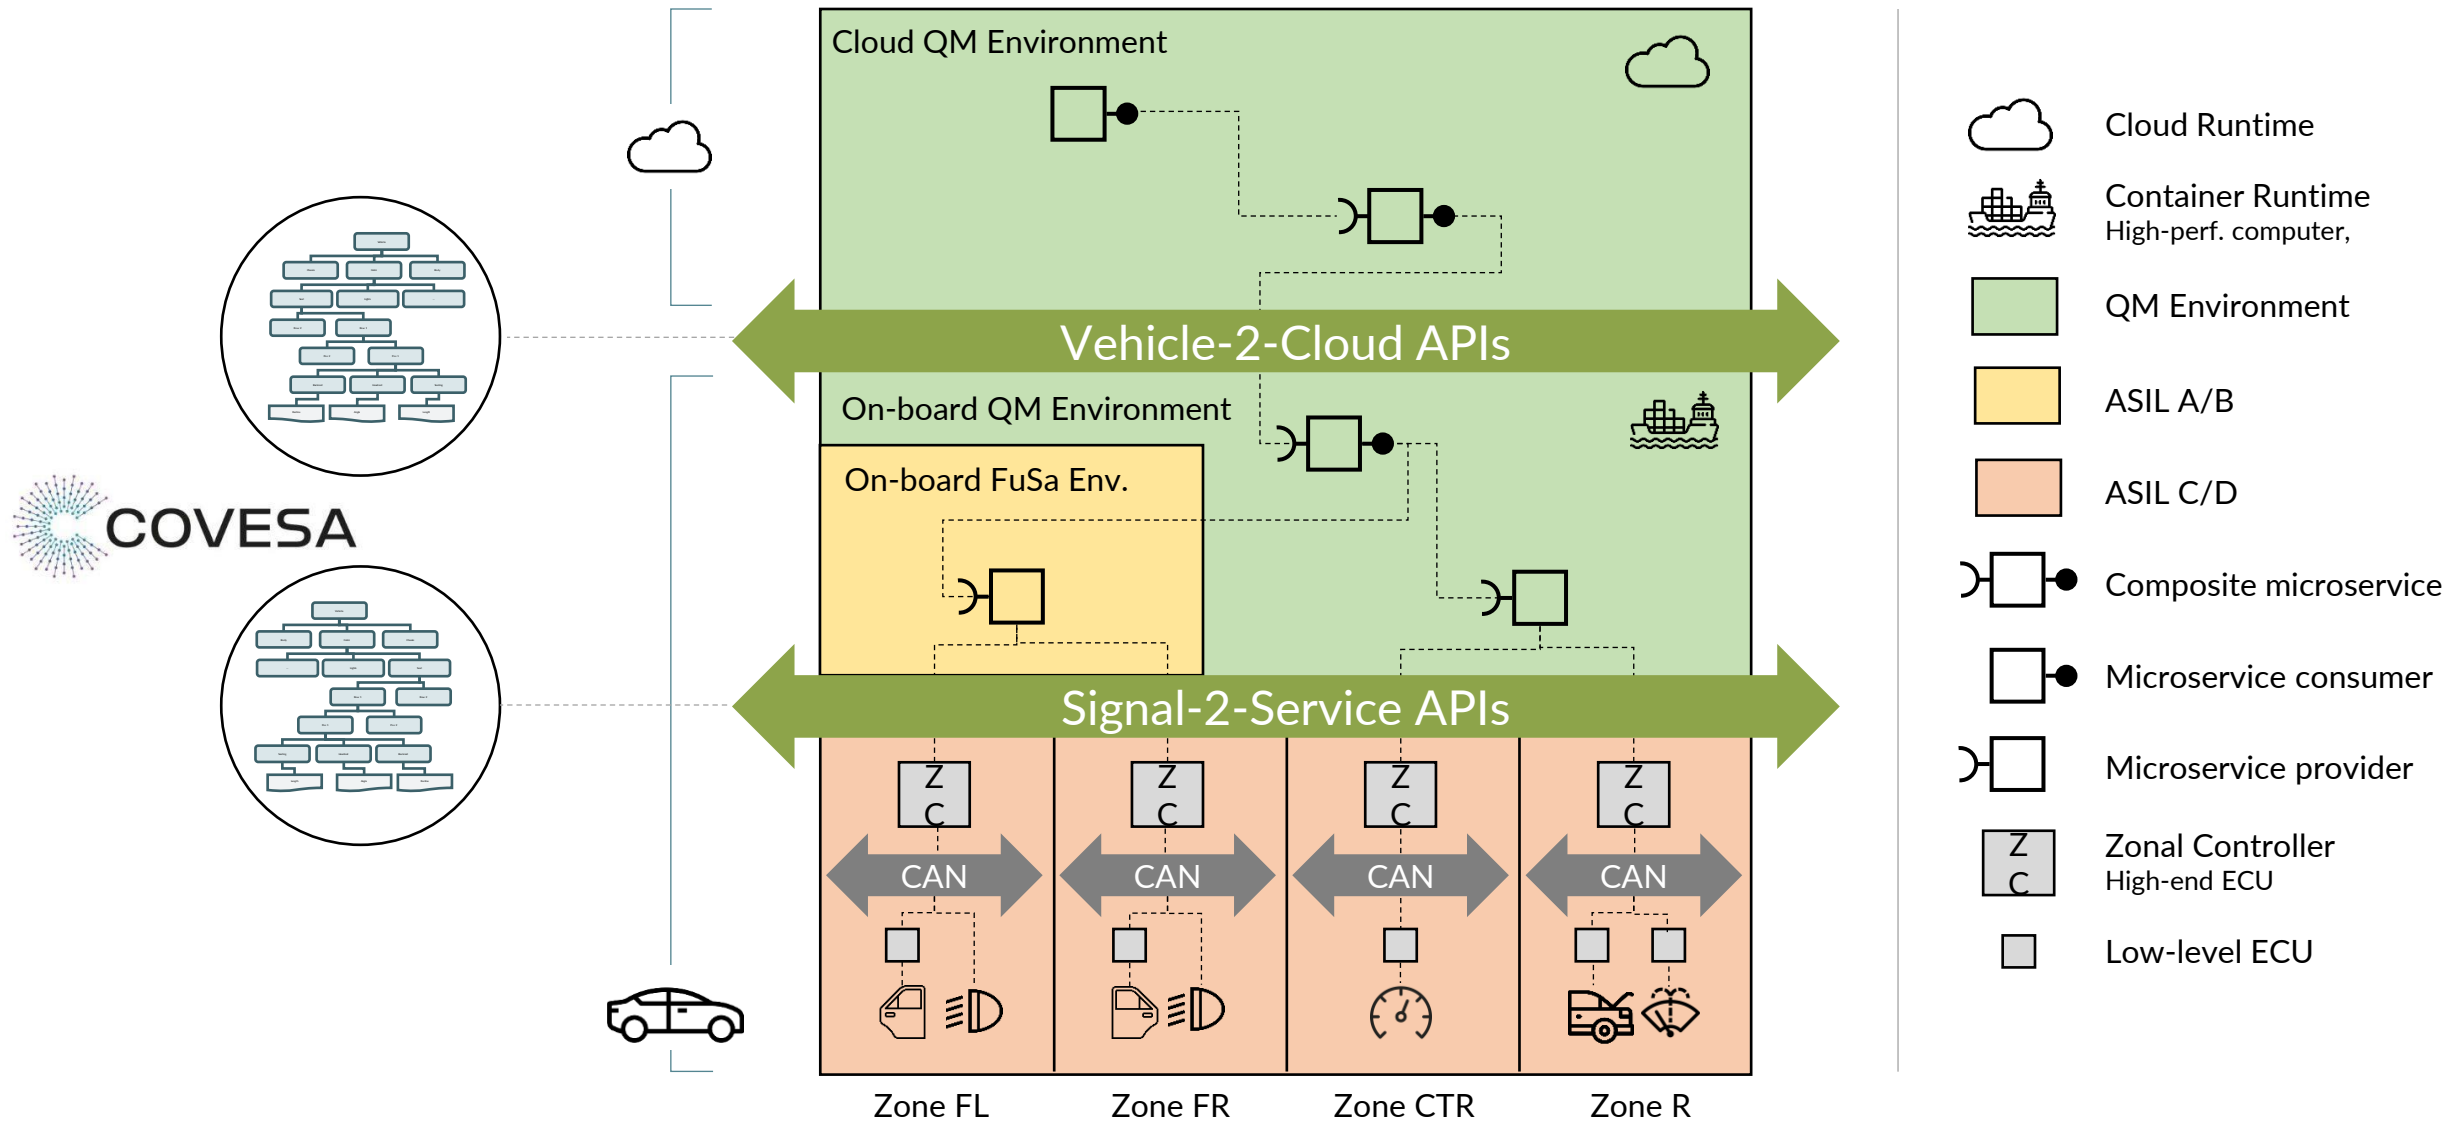 COVESA
Cloud QM Environment
Vehicle-2-Cloud APIs
On-board QM Environment
On-board FuSa Env.
Signal-2-Service APIs
Z
C
Z
C
Z
C
Z
C
CAN
CAN
CAN
CAN
Zone FL
Zone FR
Zone CTR
Zone R
Cloud Runtime
Container Runtime
High-perf. computer,
QM Environment
ASIL A/B
ASIL C/D
Composite microservice
Microservice consumer
Microservice provider
Z
C
Zonal Controller
High-end ECU
Low-level ECU